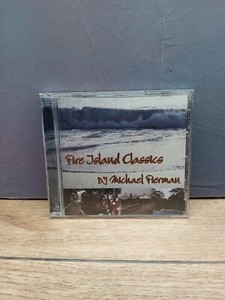 Fire Island Classics
DJ Michael Fierman